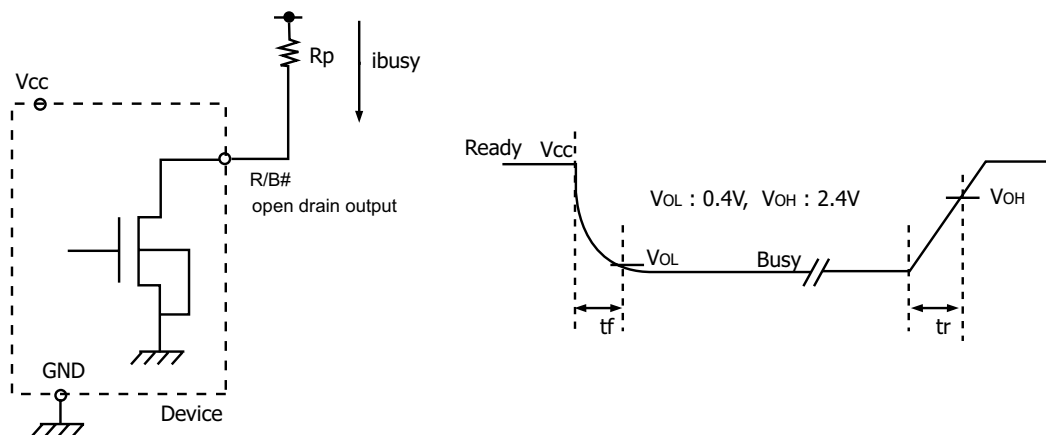 Rp
ibusy
Vcc
R/B#
open drain output
GND
Device
Ready Vcc
VOL : 0.4V, VOH : 2.4V
VOH
VOL
Busy
tf
tr